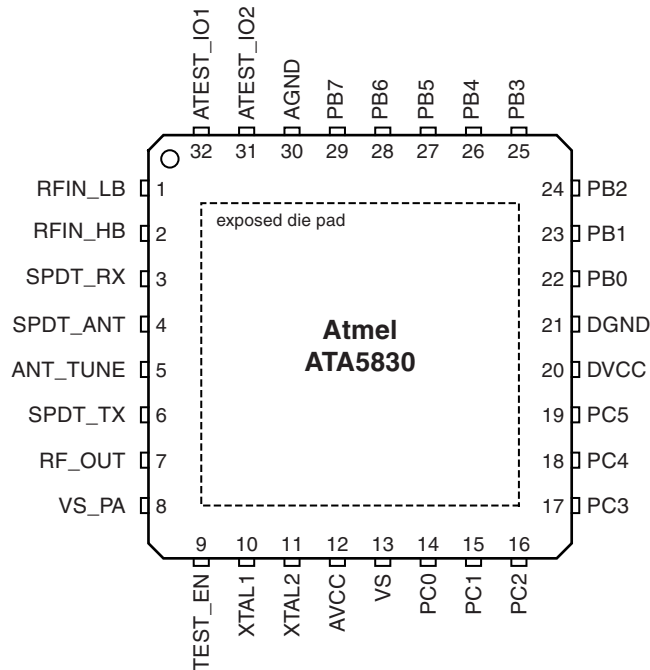 ATEST_IO1
ATEST_IO2
AGND
PB7
PB6
PB5
PB4
PB3
32 31 30 29 28 27 26 25
RFIN_LB 1
RFIN_HB 2
SPDT_RX 3
SPDT_ANT 4
ANT_TUNE 5
SPDT_TX 6
RF_OUT 7
VS_PA 8
exposed die pad
Atmel
ATA5830
24 PB2
23 PB1
22 PB0
21 DGND
20 DVCC
19 PC5
18 PC4
17 PC3
9 10 11 12 13 14 15 16
TEST_EN
XTAL1
XTAL2
AVCC
VS
PC0
PC1
PC2